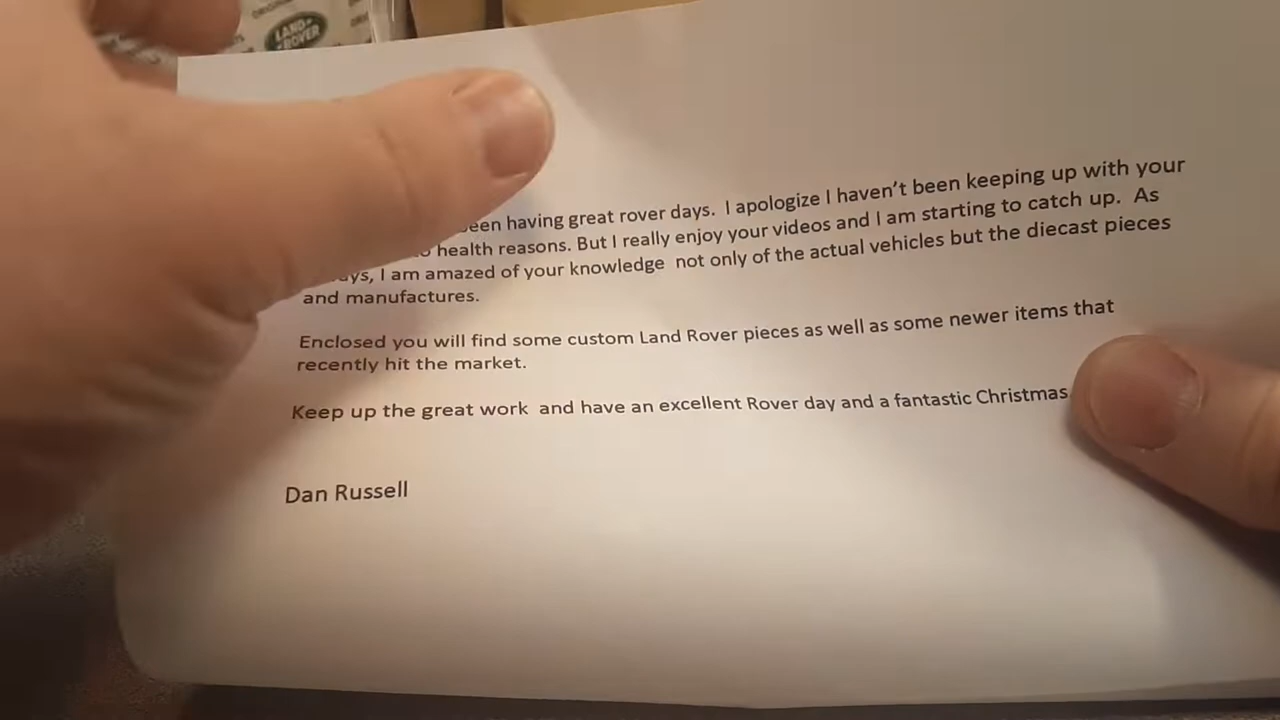 LAND-
ROVER
een having great rover days.  I apologize I haven't been keeping up with your
health reasons. But I really enjoy your videos and I am starting to catch up.  As
I am amazed of your knowledge  not only of the actual vehicles but the diecast pieces
and manufactures.
Enclosed you will find some custom Land Rover pieces as well as some newer items that
recently hit the market.
Keep up the great work  and have an excellent Rover day and a fantastic Christmas
Dan Russell